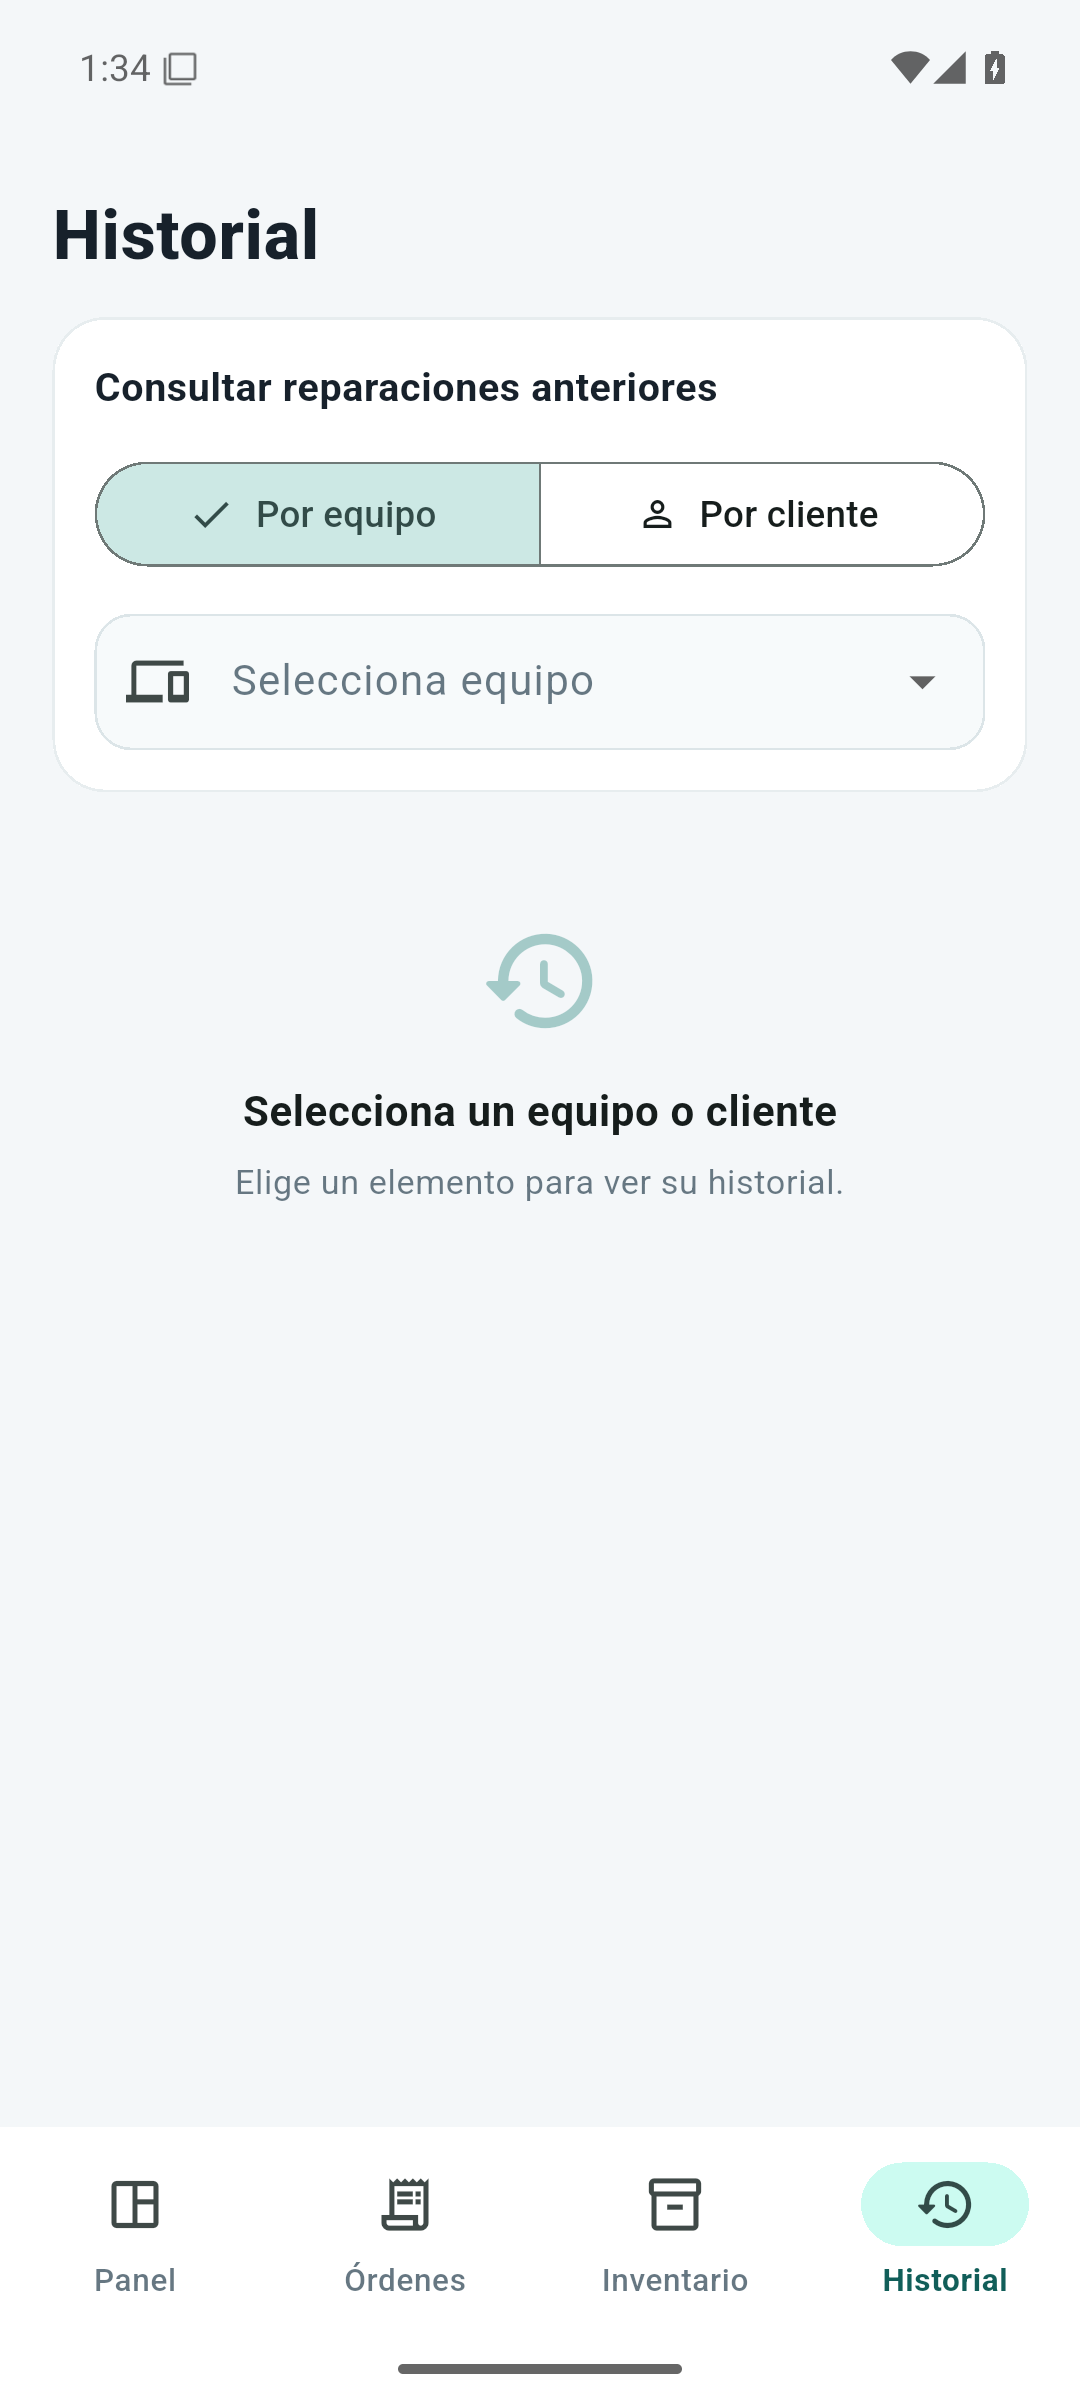 1:34
Historial
Consultar reparaciones anteriores
Por equipo
Por cliente
Selecciona equipo
Selecciona un equipo o cliente
Elige un elemento para ver su historial.
Panel
Órdenes
Inventario
Historial